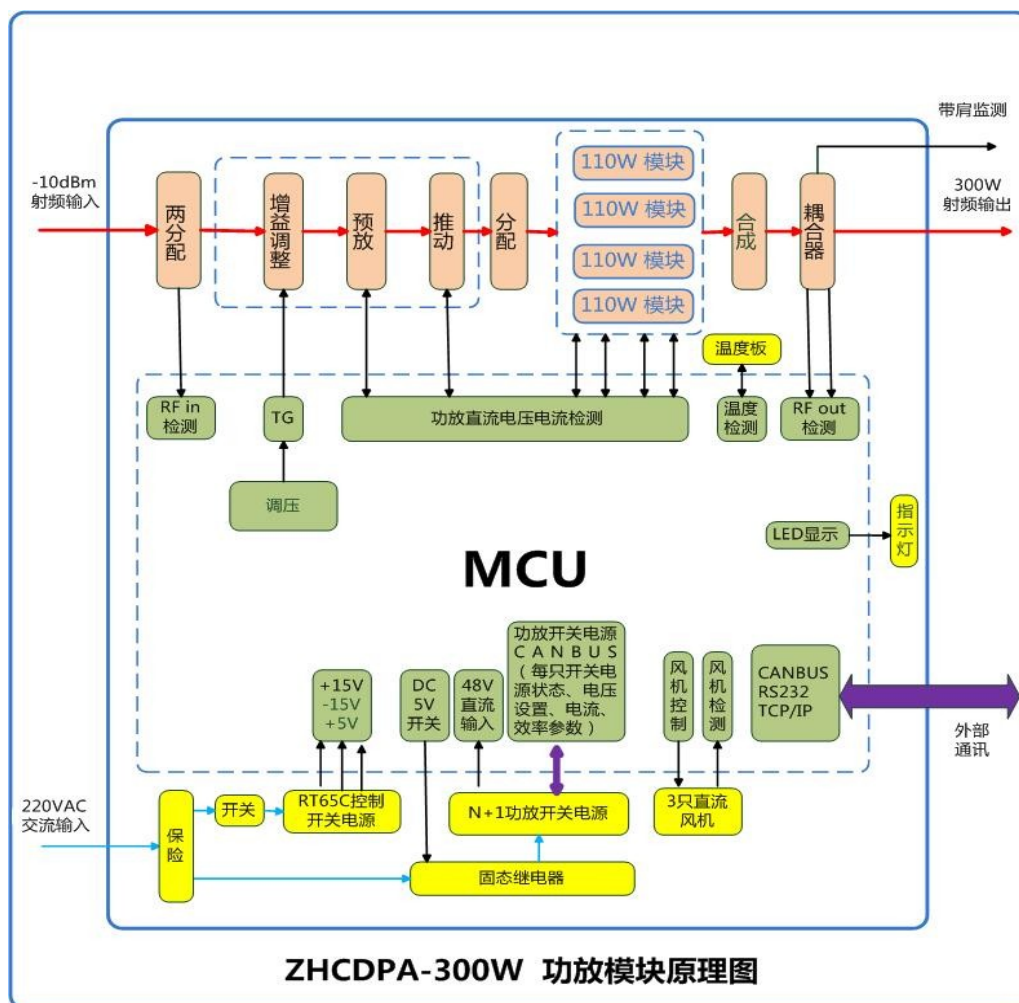 带肩监测
-10dBm
射频输入
300W
射频输出
两分配
增益调整
预放
推动
分配
110W 模块
110W 模块
110W 模块
110W 模块
合成
耦合器
温度板
RF in
检测
TG
功放直流电压电流检测
温度
检测
RF out
检测
调压
LED显示
指示灯
MCU
+15V
-15V
+5V
DC
5V
开关
48V
直流
输入
功放开关电源
CANBUS
（每只开关电
源状态、电压
设置、电流、
效率参数）
风机控制
风机检测
CANBUS
RS232
TCP/IP
外部
通讯
220VAC
交流输入
保险
开关
RT65C控制
开关电源
N+1功放开关电源
3只直流
风机
固态继电器
ZHCDPA-300W 功放模块原理图